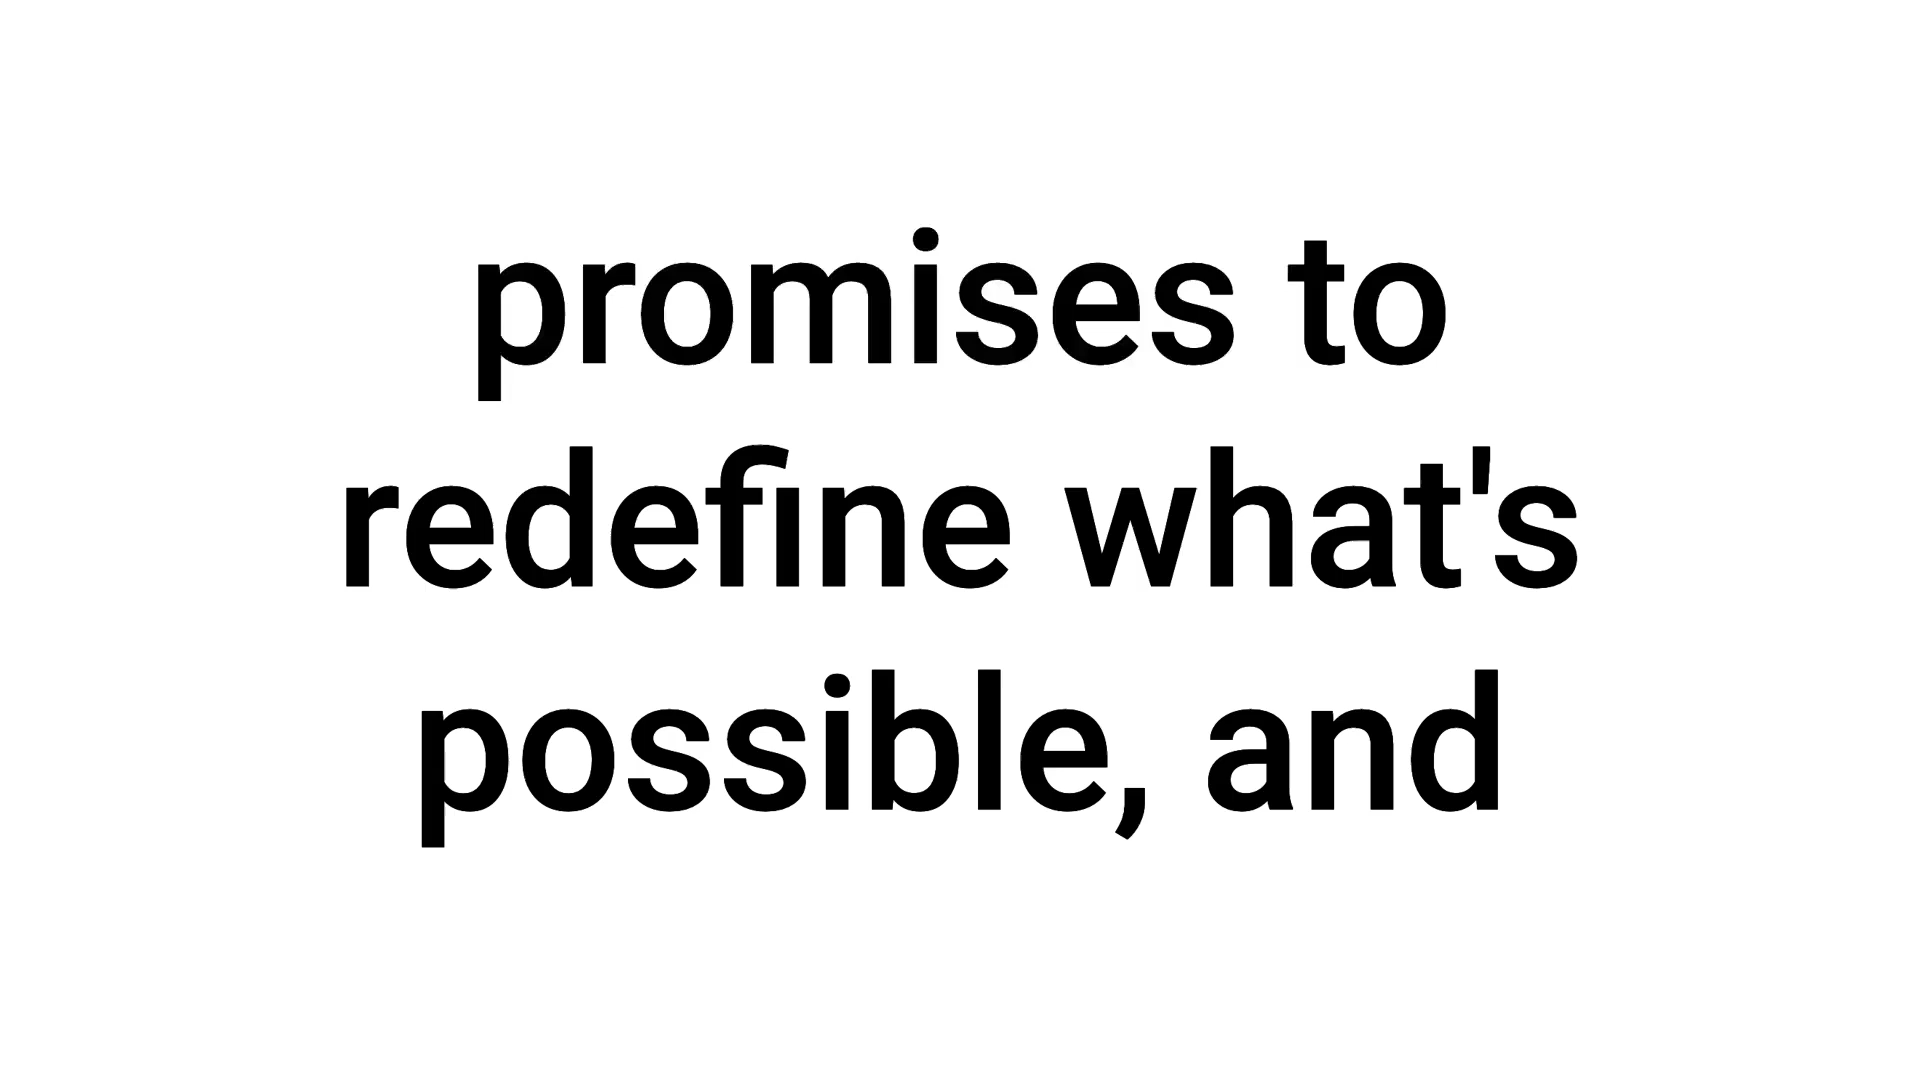 promises to
redefine what's
possible, and